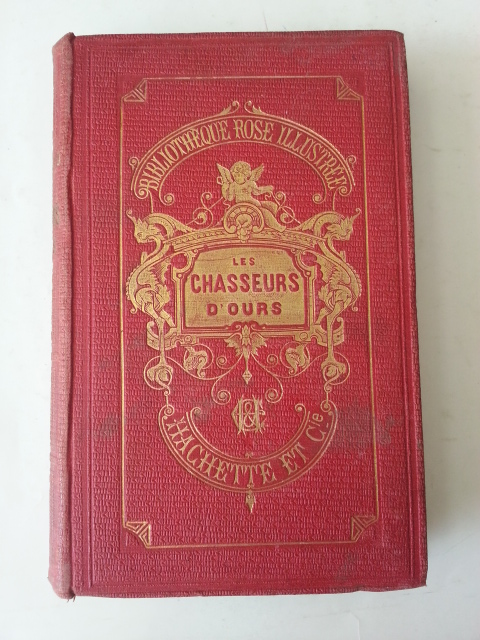 BIBLIOTHÈQUE ROSE ILLUSTRÉE
LES
CHASSEURS
D'OURS
HACHETTE ET Cie